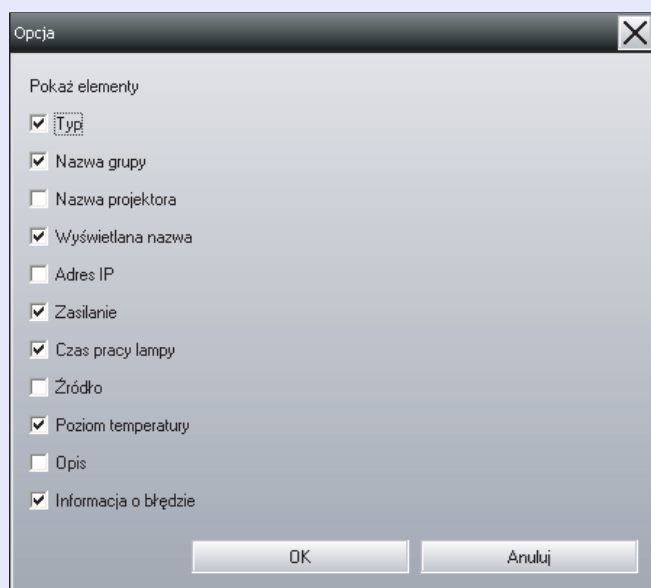 Opcja
Pokaż elementy
Typ
Nazwa grupy
Nazwa projektora
Wyświetlana nazwa
Adres IP
Zasilanie
Czas pracy lampy
Źródło
Poziom temperatury
Opis
Informacja o błędzie
OK Anuluj